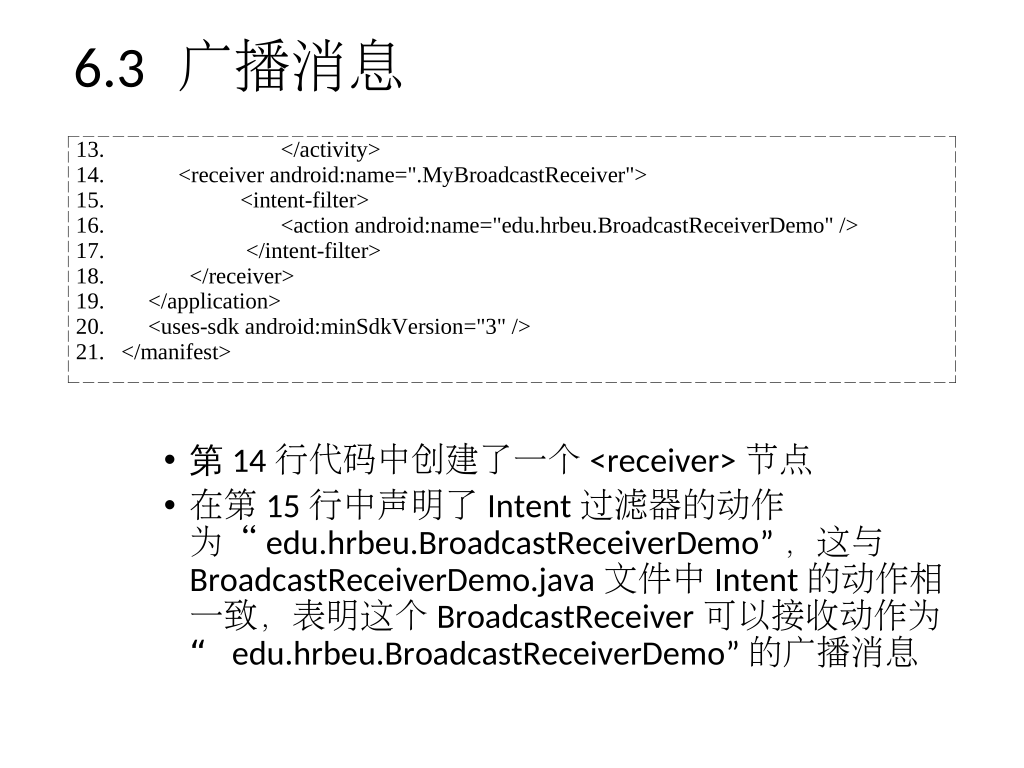 6.3 广播消息
13. </activity>
14. <receiver android:name=".MyBroadcastReceiver">
15. <intent-filter>
16. <action android:name="edu.hrbeu.BroadcastReceiverDemo" />
17. </intent-filter>
18. </receiver>
19. </application>
20. <uses-sdk android:minSdkVersion="3" />
21. </manifest>
• 第 14 行代码中创建了一个 <receiver> 节点
• 在第 15 行中声明了 Intent 过滤器的动作
为 “ edu.hrbeu.BroadcastReceiverDemo” ，这与
BroadcastReceiverDemo.java 文件中 Intent 的动作相
一致，表明这个 BroadcastReceiver 可以接收动作为
“ edu.hrbeu.BroadcastReceiverDemo” 的广播消息